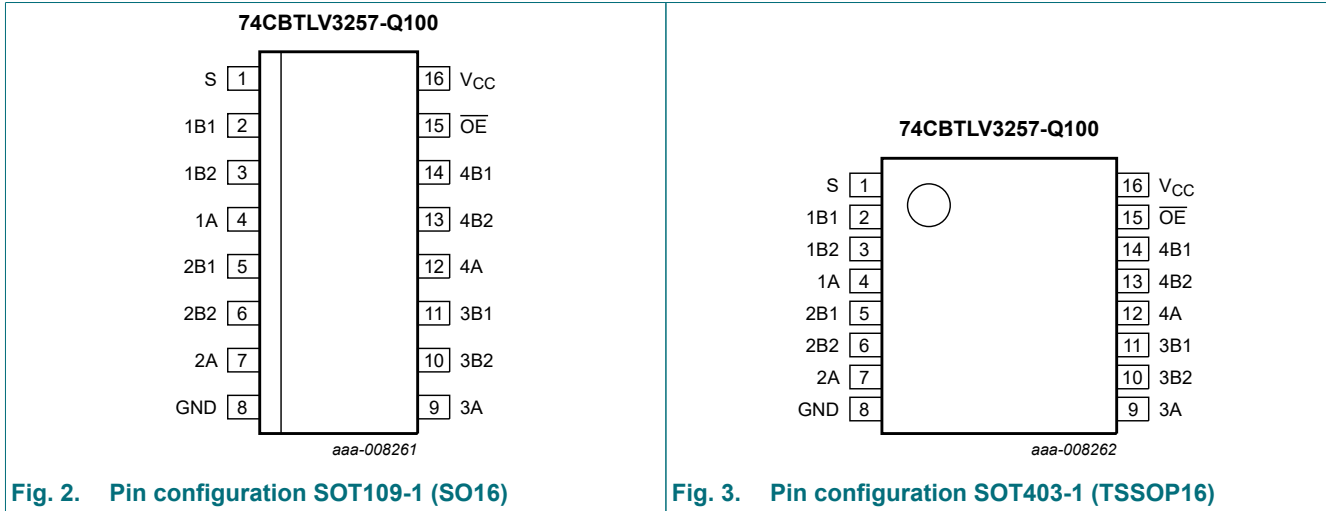 74CBTLV3257-Q100
S 1 16 VCC
1B1 2 15 OE
1B2 3 14 4B1
1A 4 13 4B2
2B1 5 12 4A
2B2 6 11 3B1
2A 7 10 3B2
GND 8 9 3A
aaa-008261
Fig. 2. Pin configuration SOT109-1 (SO16)
74CBTLV3257-Q100
S 1 16 VCC
1B1 2 15 OE
1B2 3 14 4B1
1A 4 13 4B2
2B1 5 12 4A
2B2 6 11 3B1
2A 7 10 3B2
GND 8 9 3A
aaa-008262
Fig. 3. Pin configuration SOT403-1 (TSSOP16)